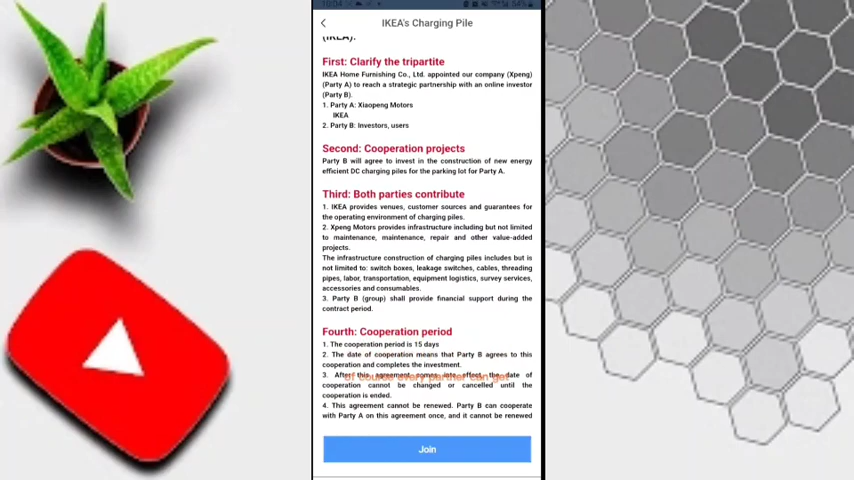 10:04
54%
IKEA's Charging Pile
(IKEA).
First: Clarify the tripartite
IKEA Home Furnishing Co., Ltd. appointed our company (Xpeng)
(Party A) to reach a strategic partnership with an online investor
(Party B).
1. Party A: Xiaopeng Motors
IKEA
2. Party B: Investors, users
Second: Cooperation projects
Party B will agree to invest in the construction of new energy
efficient DC charging piles for the parking lot for Party A.
Third: Both parties contribute
1. IKEA provides venues, customer sources and guarantees for
the operating environment of charging piles.
2. Xpeng Motors provides infrastructure including but not limited
to maintenance, maintenance, repair and other value-added
projects.
The infrastructure construction of charging piles includes but is
not limited to: switch boxes, leakage switches, cables, threading
pipes, labor, transportation, equipment logistics, survey services,
accessories and consumables.
3. Party B (group) shall provide financial support during the
contract period.
Fourth: Cooperation period
1. The cooperation period is 15 days
2. The date of cooperation means that Party B agrees to this
cooperation and completes the investment.
3. After this agreement comes into effect, the date of
of course every partner can get
cooperation cannot be changed or cancelled until the
cooperation is ended.
4. This agreement cannot be renewed. Party B can cooperate
with Party A on this agreement once, and it cannot be renewed
Join